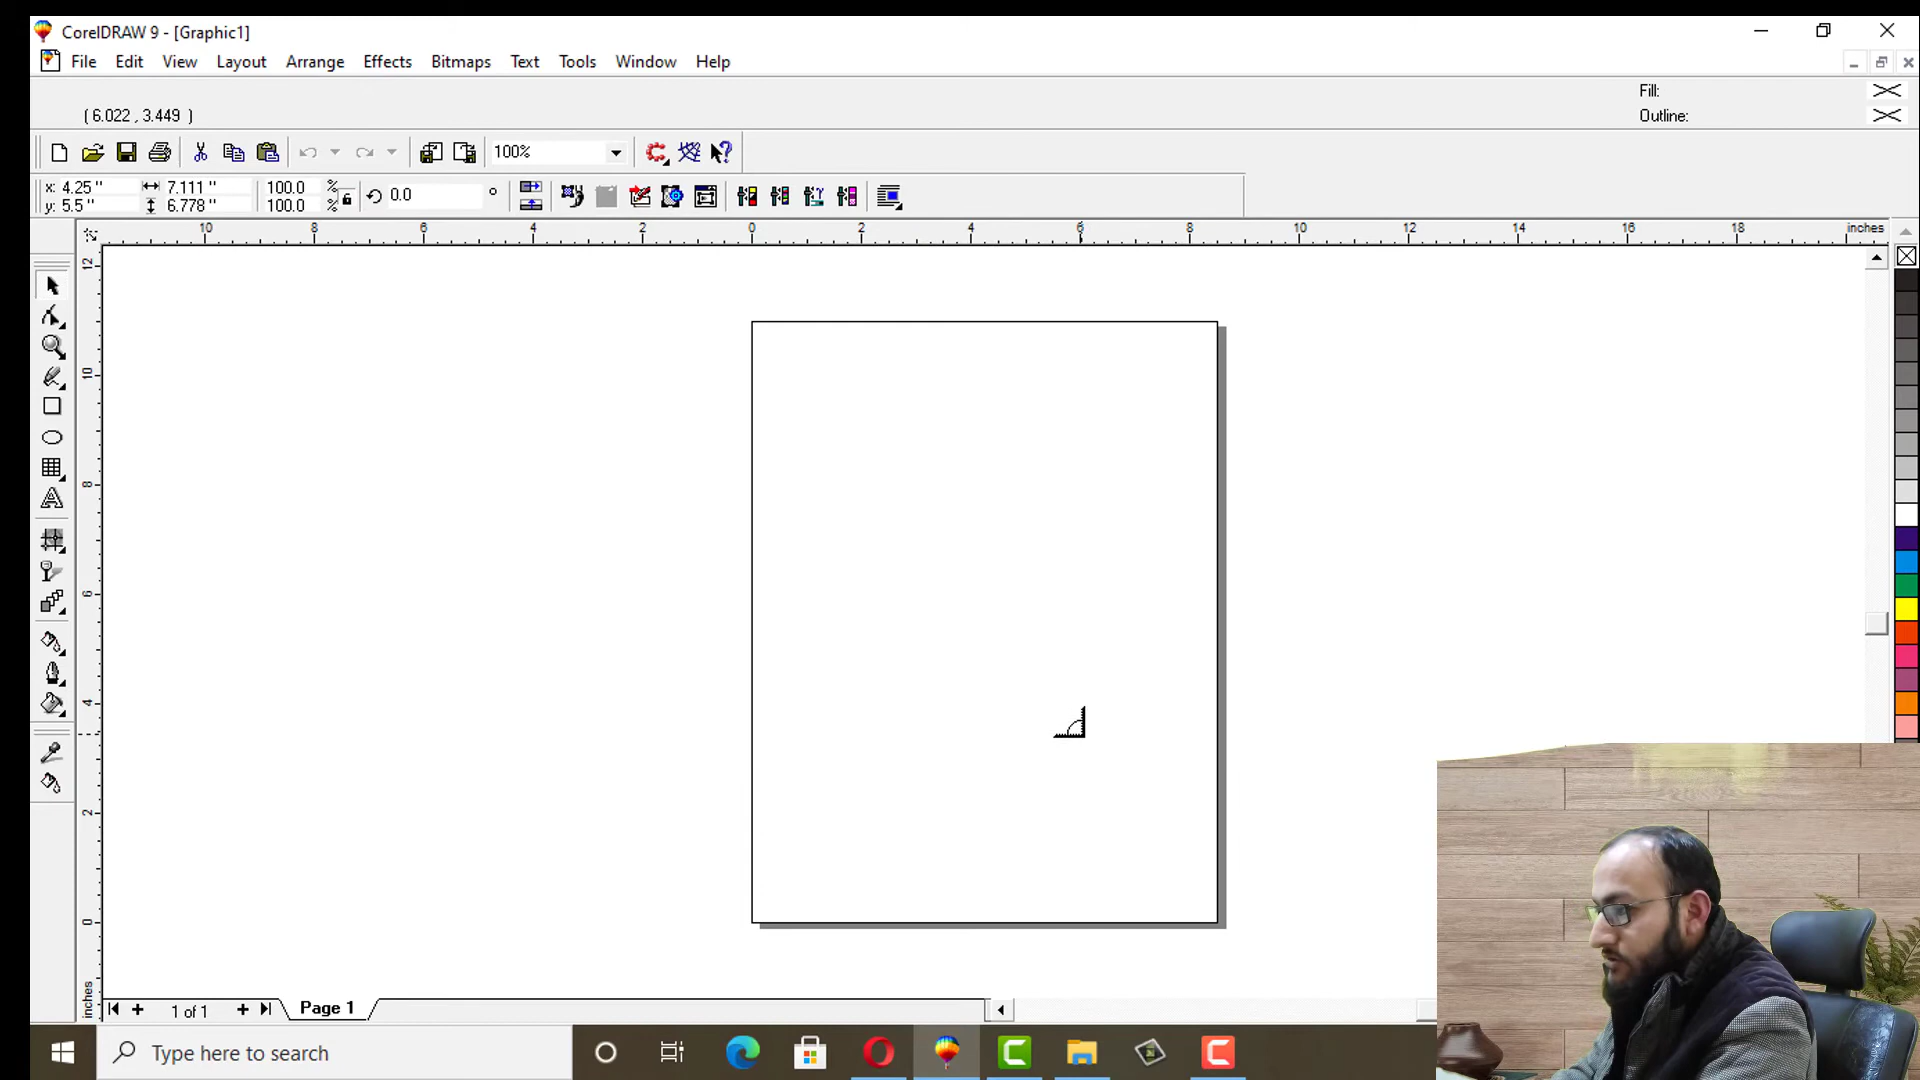 CorelDRAW 9 - [Graphic1]
File Edit View Layout Arrange Effects Bitmaps Text Tools Window Help
Fill:
( 6.022 , 3.449 )
Outline:
100%
x: 4.25 " 7.111 " 100.0 %
y: 5.5 " 6.778 " 100.0 %
0.0 °
10 8 6 4 2 0 2 4 6 8 10 12 14 16 18 inches
12
10
8
6
4
2
0
inches
1 of 1 Page 1
Type here to search